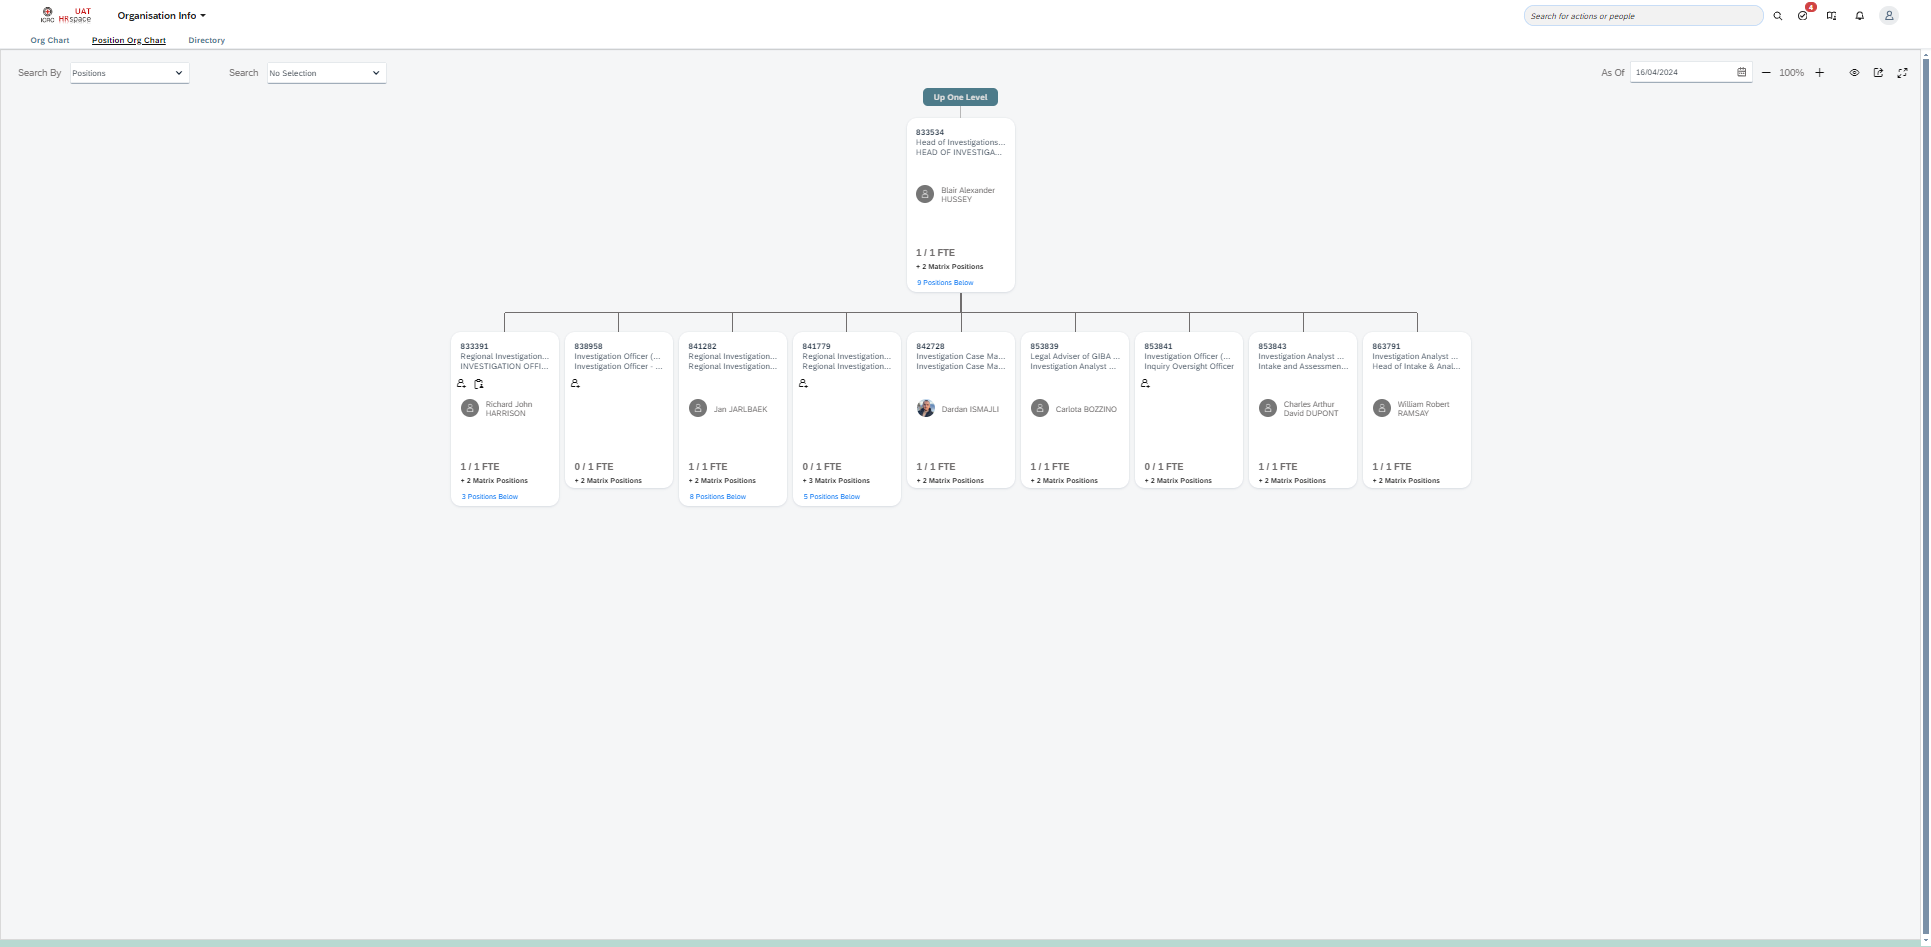 ICRC
UAT
HRspace
Organisation Info
Search for actions or people
4
Org Chart
Position Org Chart
Directory
Search By
Positions
Search
No Selection
As Of
16/04/2024
100%
Up One Level
833534
Head of Investigations...
HEAD OF INVESTIGA...
Blair Alexander
HUSSEY
1 / 1 FTE
+ 2 Matrix Positions
9 Positions Below
833391
Regional Investigation...
INVESTIGATION OFFI...
Richard John
HARRISON
1 / 1 FTE
+ 2 Matrix Positions
3 Positions Below
838958
Investigation Officer (...
Investigation Officer - ...
0 / 1 FTE
+ 2 Matrix Positions
841282
Regional Investigation...
Regional Investigation...
Jan JARLBAEK
1 / 1 FTE
+ 2 Matrix Positions
8 Positions Below
841779
Regional Investigation...
Regional Investigation...
0 / 1 FTE
+ 3 Matrix Positions
5 Positions Below
842728
Investigation Case Ma...
Investigation Case Ma...
Dardan ISMAJLI
1 / 1 FTE
+ 2 Matrix Positions
853839
Legal Adviser of GIBA ...
Investigation Analyst ...
Carlota BOZZINO
1 / 1 FTE
+ 2 Matrix Positions
853841
Investigation Officer (...
Inquiry Oversight Officer
0 / 1 FTE
+ 2 Matrix Positions
853843
Investigation Analyst ...
Intake and Assessmen...
Charles Arthur
David DUPONT
1 / 1 FTE
+ 2 Matrix Positions
863791
Investigation Analyst ...
Head of Intake & Anal...
William Robert
RAMSAY
1 / 1 FTE
+ 2 Matrix Positions